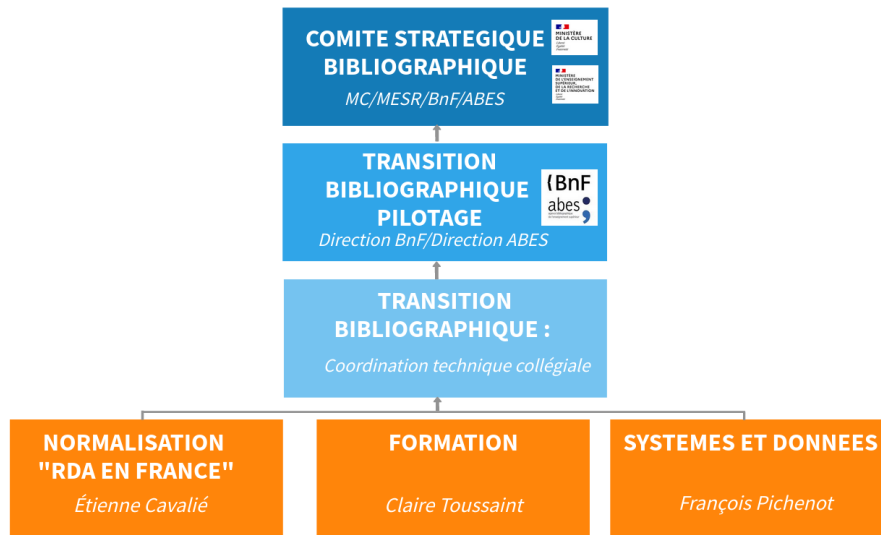 COMITE STRATEGIQUE
BIBLIOGRAPHIQUE
MC/MESR/BnF/ABES
MINISTÈRE
DE LA CULTURE
MINISTÈRE
DE L'ENSEIGNEMENT
SUPÉRIEUR,
DE LA RECHERCHE
ET DE L'INNOVATION
TRANSITION
BIBLIOGRAPHIQUE
PILOTAGE
Direction BnF/Direction ABES
(BnF
abes
TRANSITION
BIBLIOGRAPHIQUE :
Coordination technique collégiale
NORMALISATION
"RDA EN FRANCE"
Étienne Cavalié
FORMATION
Claire Toussaint
SYSTEMES ET DONNEES
François Pichenot